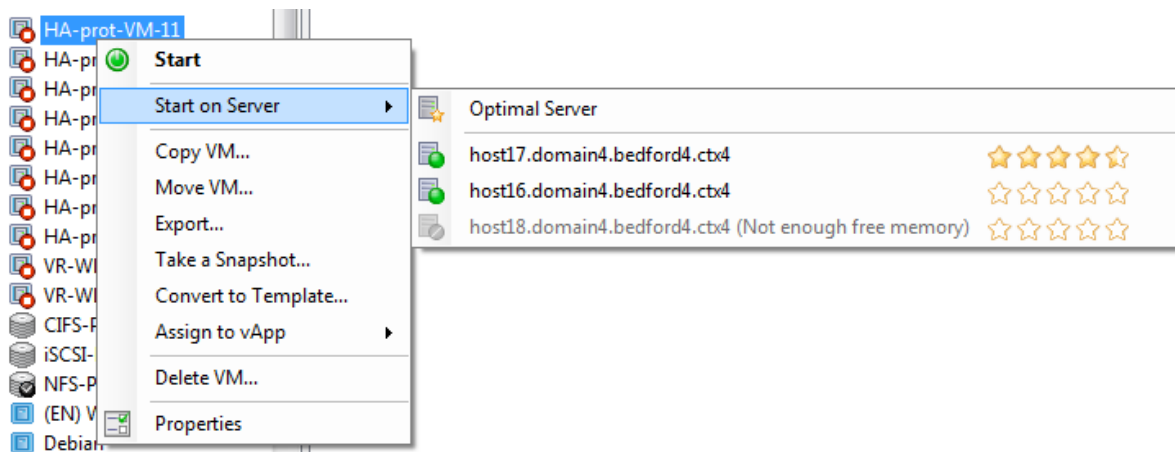 HA-prot-VM-11
HA-pr
Start
HA-pr
HA-pr
Start on Server
Optimal Server
HA-pr
Copy VM...
host17.domain4.bedford4.ctx4
HA-pr
Move VM...
host16.domain4.bedford4.ctx4
HA-pr
Export...
host18.domain4.bedford4.ctx4 (Not enough free memory)
HA-pr
VR-WI
Take a Snapshot...
VR-WI
Convert to Template...
CIFS-P
Assign to vApp
iSCSI-
NFS-P
Delete VM...
(EN) V
Properties
Debian